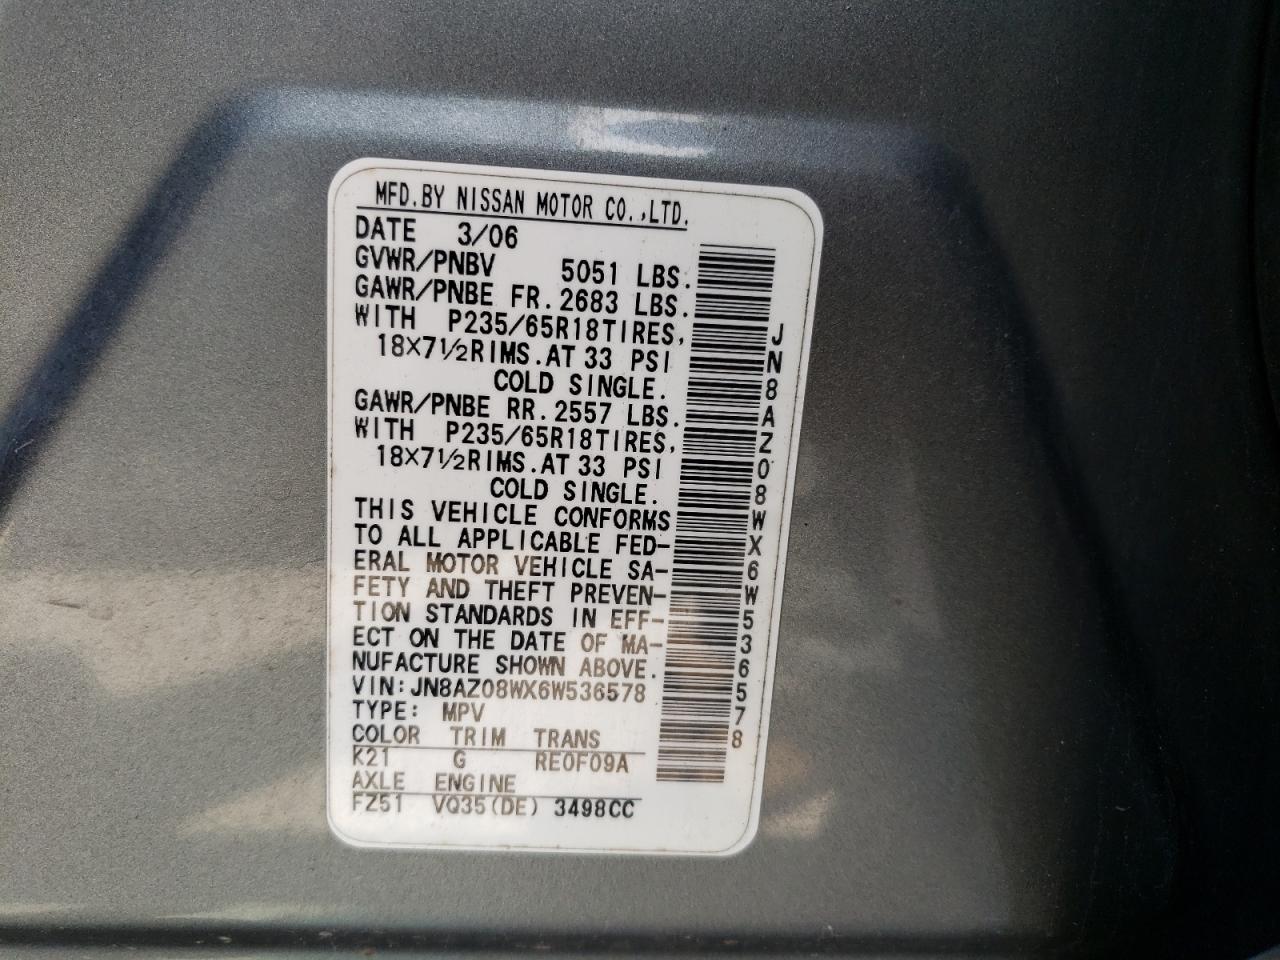 MFD.BY NISSAN MOTOR CO.,LTD.
DATE 3/06
GVWR/PNBV 5051 LBS.
GAWR/PNBE FR.2683 LBS.
WITH P235/65R18TIRES,
18×7½RIMS.AT 33 PSI
COLD SINGLE.
GAWR/PNBE RR.2557 LBS.
WITH P235/65R18TIRES,
18×7½RIMS.AT 33 PSI
COLD SINGLE.
THIS VEHICLE CONFORMS
TO ALL APPLICABLE FED-
ERAL MOTOR VEHICLE SA-
FETY AND THEFT PREVEN-
TION STANDARDS IN EFF-
ECT ON THE DATE OF MA-
NUFACTURE SHOWN ABOVE.
VIN:JN8AZ08WX6W536578
TYPE: MPV
COLOR TRIM TRANS
K21 G RE0F09A
AXLE ENGINE
FZ51 VQ35(DE) 3498CC
JN8AZ08WX6W536578